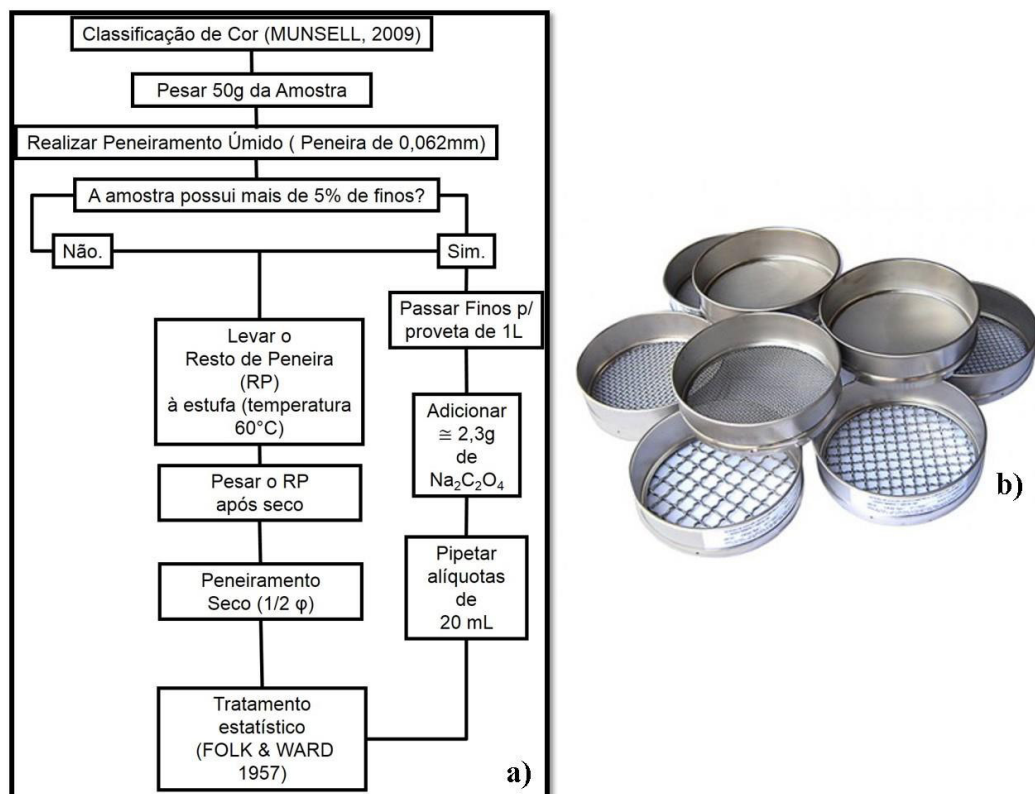 Classificação de Cor (MUNSELL, 2009)
Pesar 50g da Amostra
Realizar Peneiramento Úmido ( Peneira de 0,062mm)
A amostra possui mais de 5% de finos?
Não.
Sim.
Levar o
Resto de Peneira
(RP)
à estufa (temperatura
60°C)
Pesar o RP
após seco
Peneiramento
Seco (1/2 φ)
Passar Finos p/
proveta de 1L
Adicionar
≅ 2,3g
de
Na₂C₂O₄
Pipetar
alíquotas
de
20 mL
Tratamento
estatístico
(FOLK & WARD
1957)
a)
b)